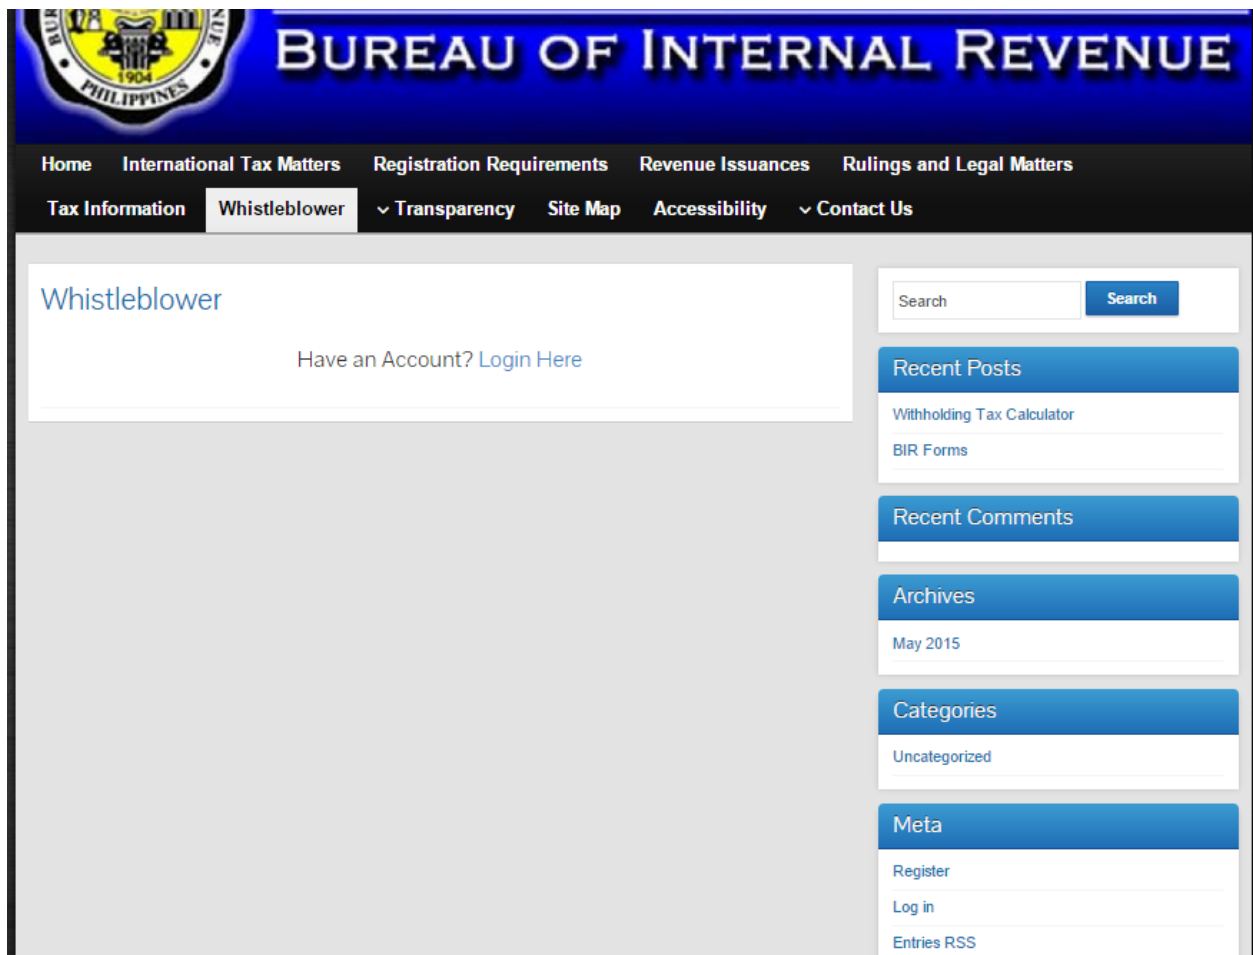 BUREAU OF INTERNAL REVENUE
1904
PHILIPPINES
Home International Tax Matters Registration Requirements Revenue Issuances Rulings and Legal Matters
Tax Information Whistleblower Transparency Site Map Accessibility Contact Us
Whistleblower
Have an Account? Login Here
Search Search
Recent Posts
Withholding Tax Calculator
BIR Forms
Recent Comments
Archives
May 2015
Categories
Uncategorized
Meta
Register
Log in
Entries RSS